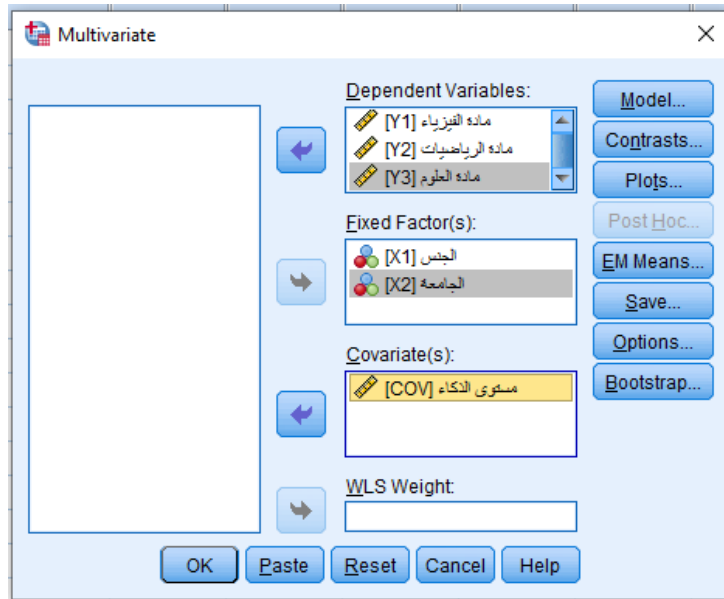 Multivariate
Dependent Variables:
مادة الفيزياء [Y1]
مادة الرياضيات [Y2]
مادة العلوم [Y3]
Fixed Factor(s):
الجنس [X1]
الجامعة [X2]
Covariate(s):
مستوى الذكاء [COV]
WLS Weight:
Model...
Contrasts...
Plots...
Post Hoc...
EM Means...
Save...
Options...
Bootstrap...
OK Paste Reset Cancel Help